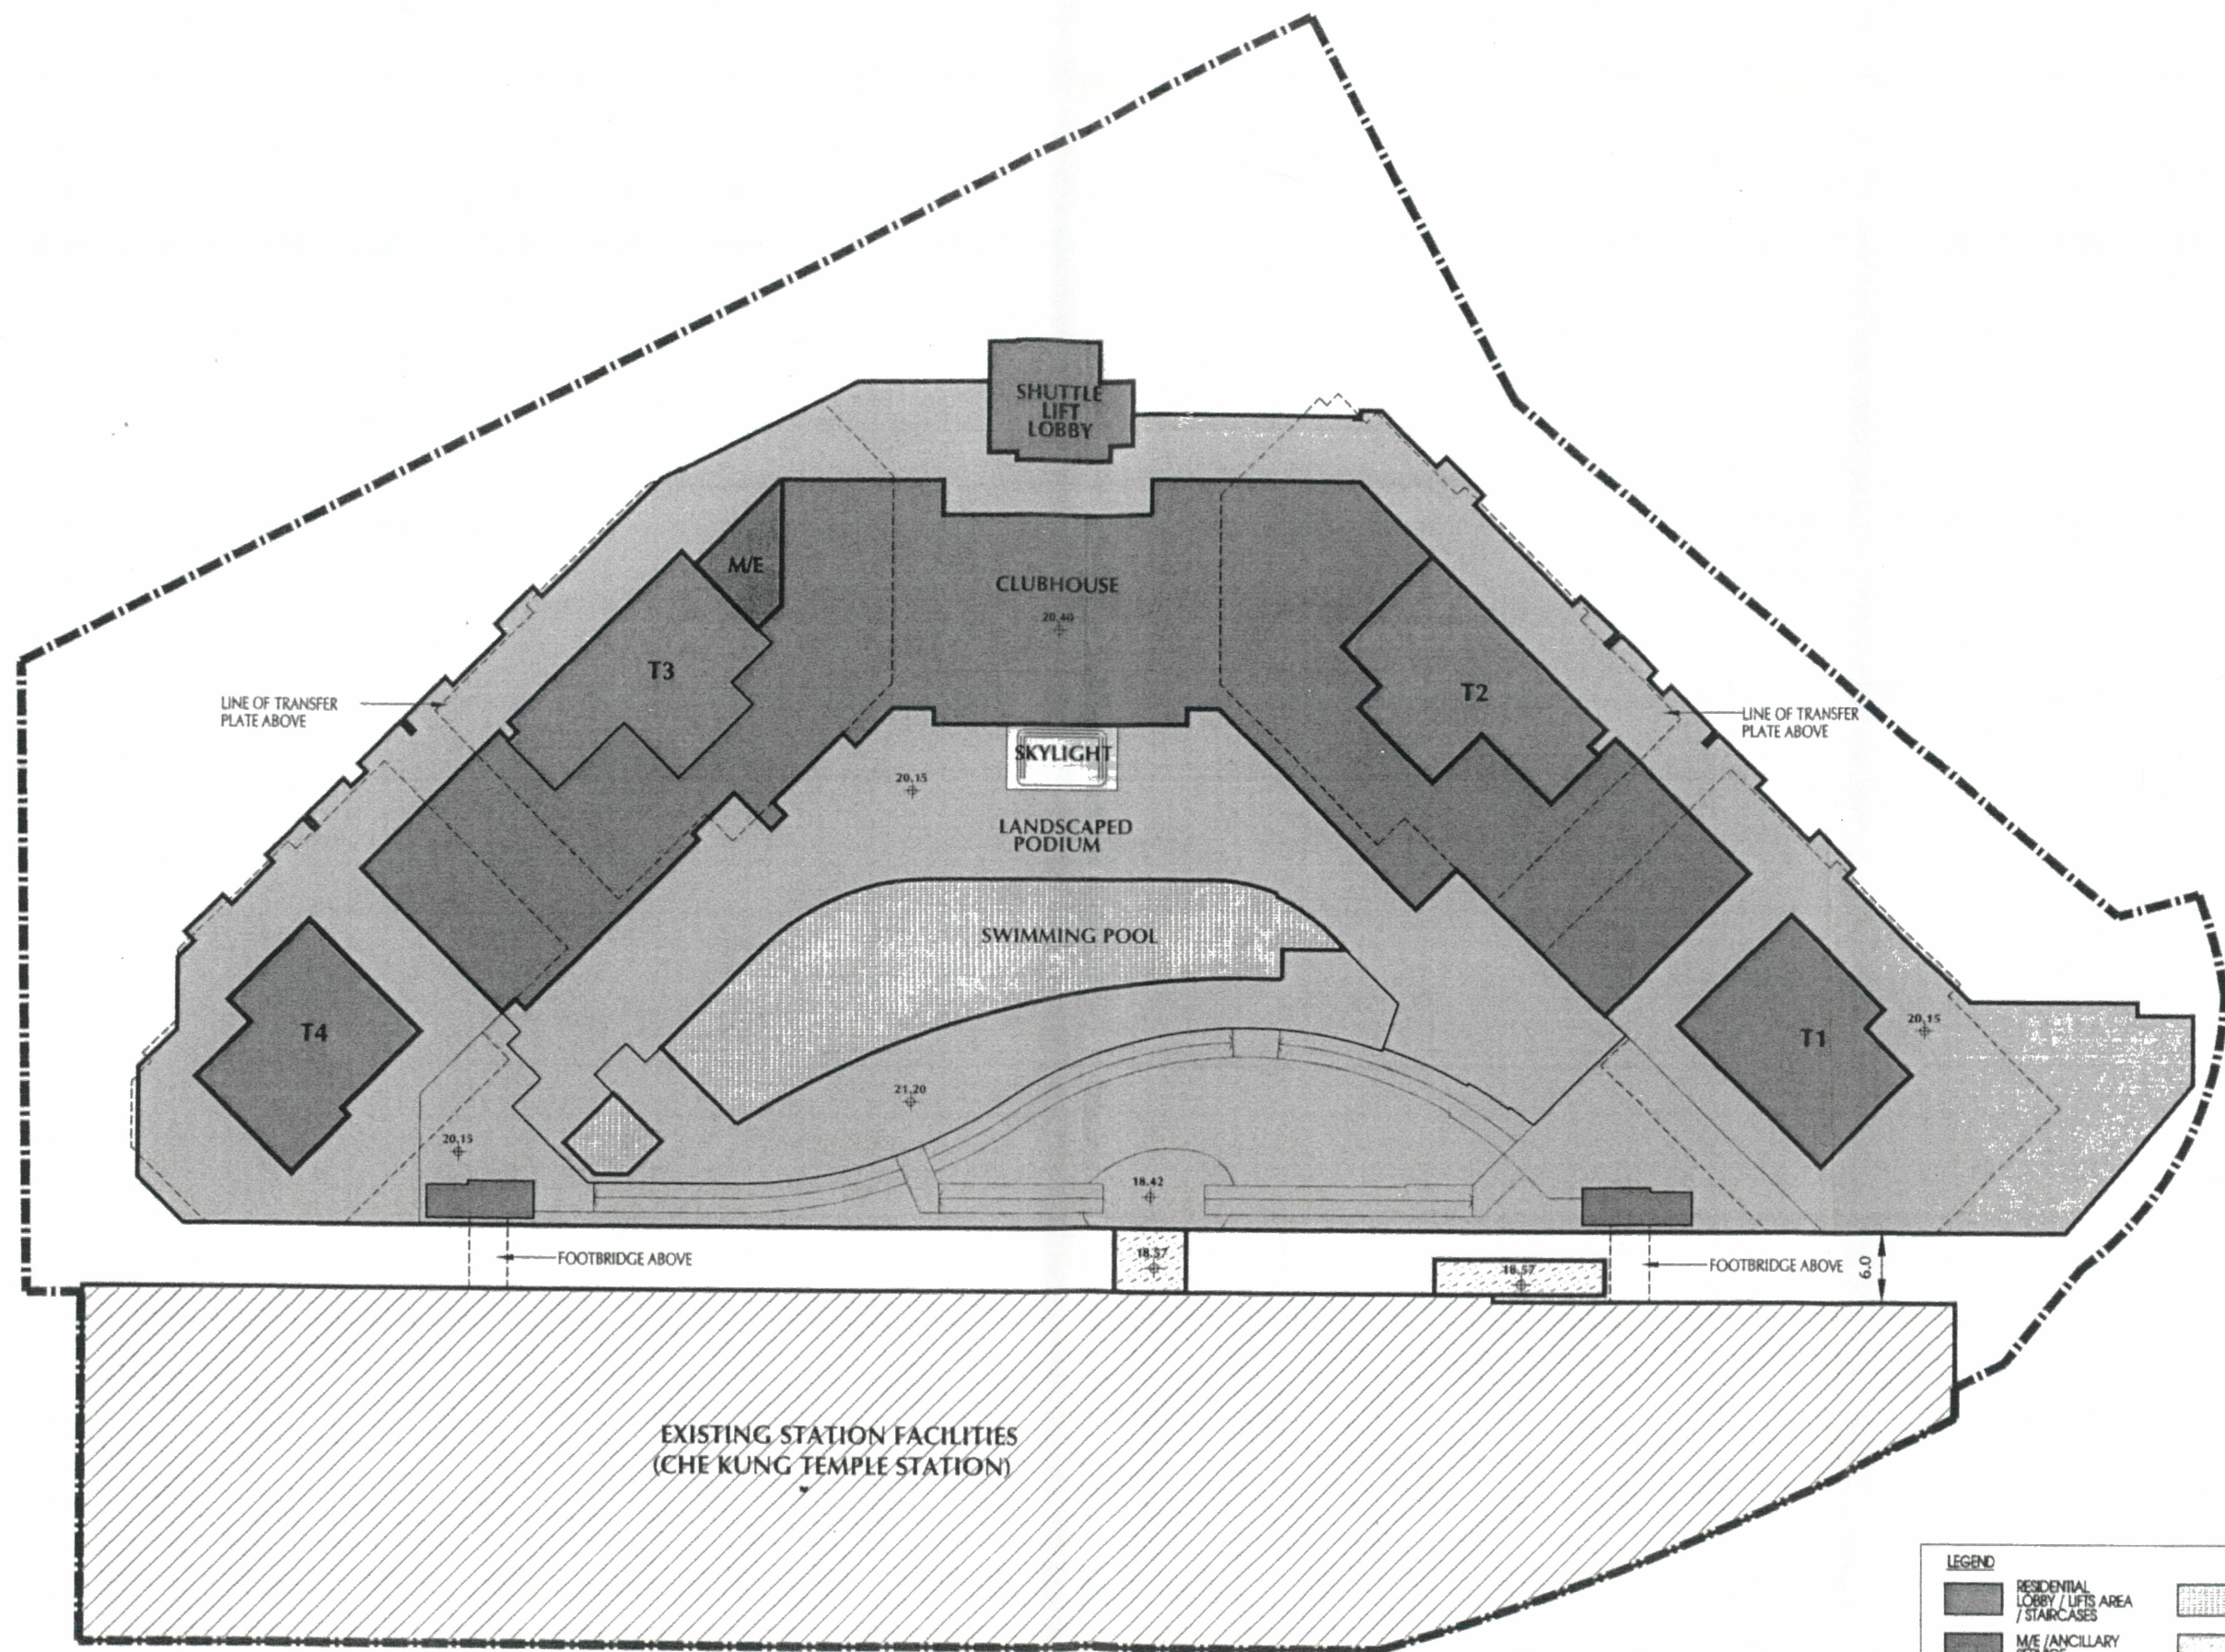 SHUTTLE
LIFT
LOBBY
M/E
CLUBHOUSE
20.40
T3
T2
LINE OF TRANSFER
PLATE ABOVE
LINE OF TRANSFER
PLATE ABOVE
SKYLIGHT
20.15
LANDSCAPED
PODIUM
SWIMMING POOL
T4
T1
20.15
21.20
20.15
18.42
FOOTBRIDGE ABOVE
18.57
18.57
FOOTBRIDGE ABOVE
6.0
EXISTING STATION FACILITIES
(CHE KUNG TEMPLE STATION)
LEGEND
RESIDENTIAL
LOBBY / LIFTS AREA
/ STAIRCASES
M/E /ANCILLARY